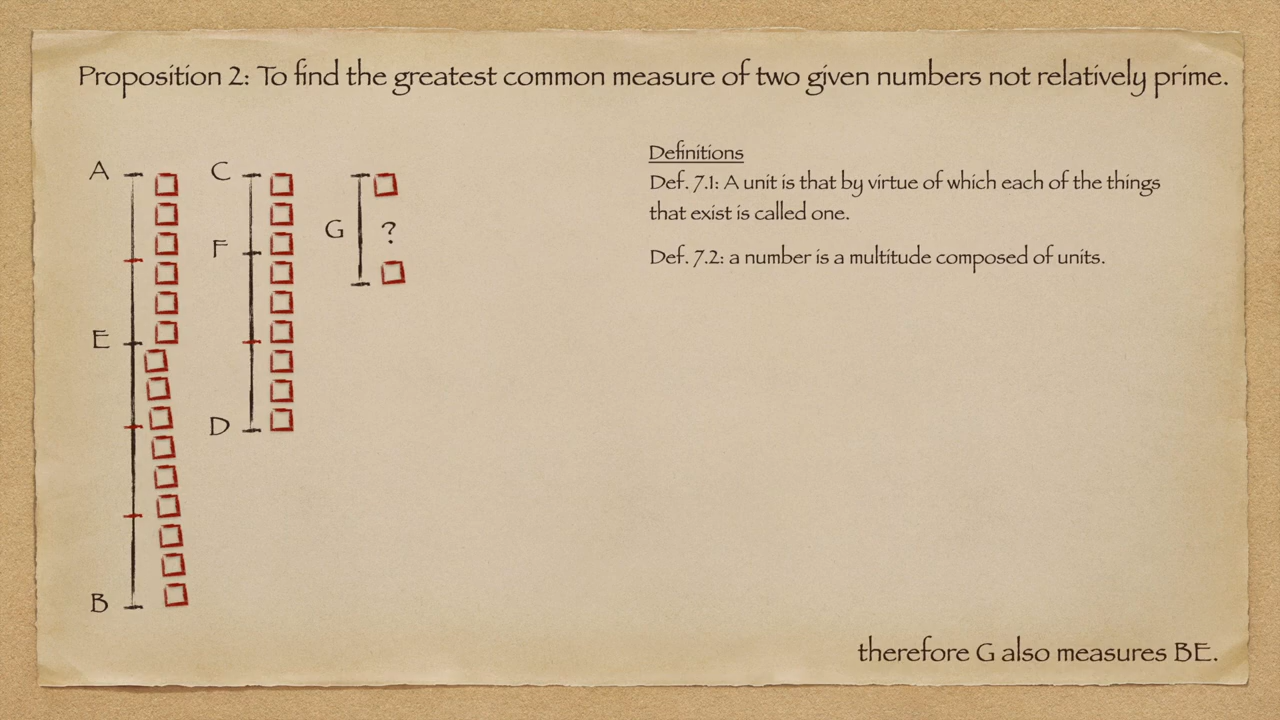 Proposition 2: To find the greatest common measure of two given numbers not relatively prime.
Definitions
Def. 7.1: A unit is that by virtue of which each of the things
that exist is called one.
Def. 7.2: a number is a multitude composed of units.
A
C
G
?
F
E
D
B
therefore G also measures BE.